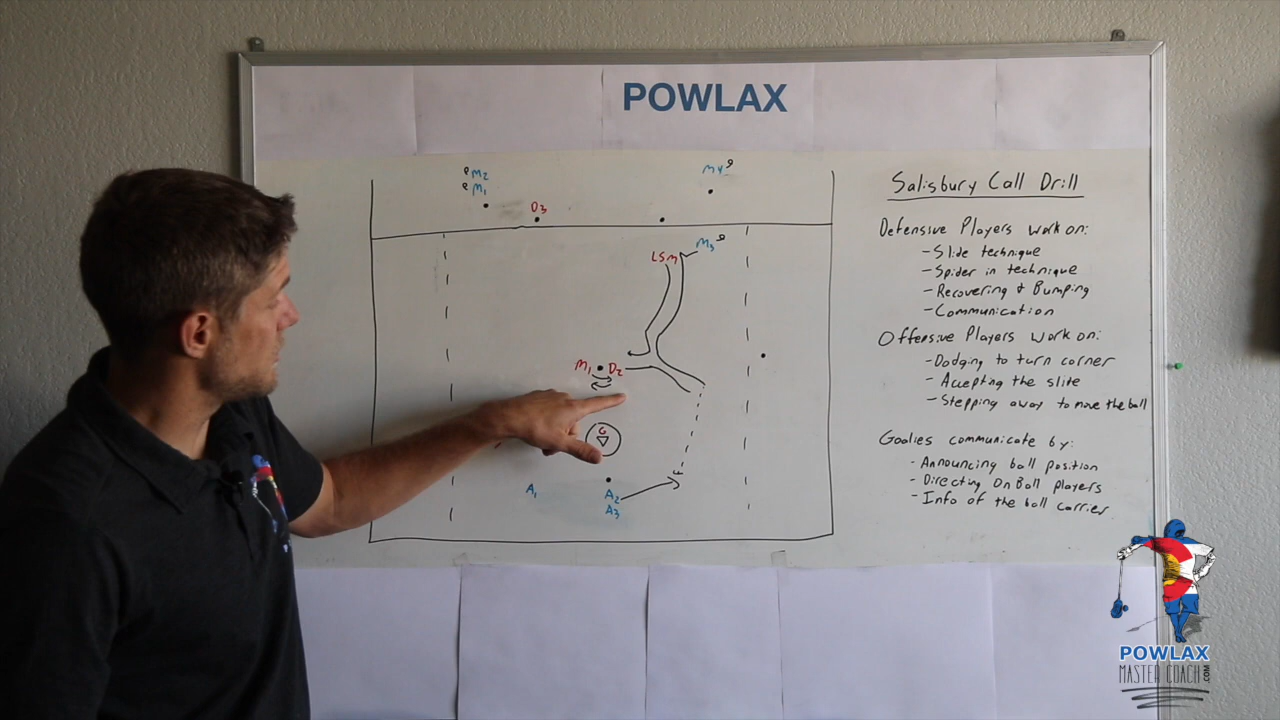 POWLAX
M2
M1
M4
D3
LSM
M3
M1 D2
G
A1
A2
A3
Salisbury Call Drill
Defensive Players work on:
- Slide technique
- Spider in technique
- Recovering & Bumping
- Communication
Offensive Players work on:
- Dodging to turn corner
- Accepting the slite
- Stepping away to move the ball
Goalies communicate by:
- Announcing ball position
- Directing On Ball players
- Info of the ball carrier
POWLAX
MASTER COACH.COM